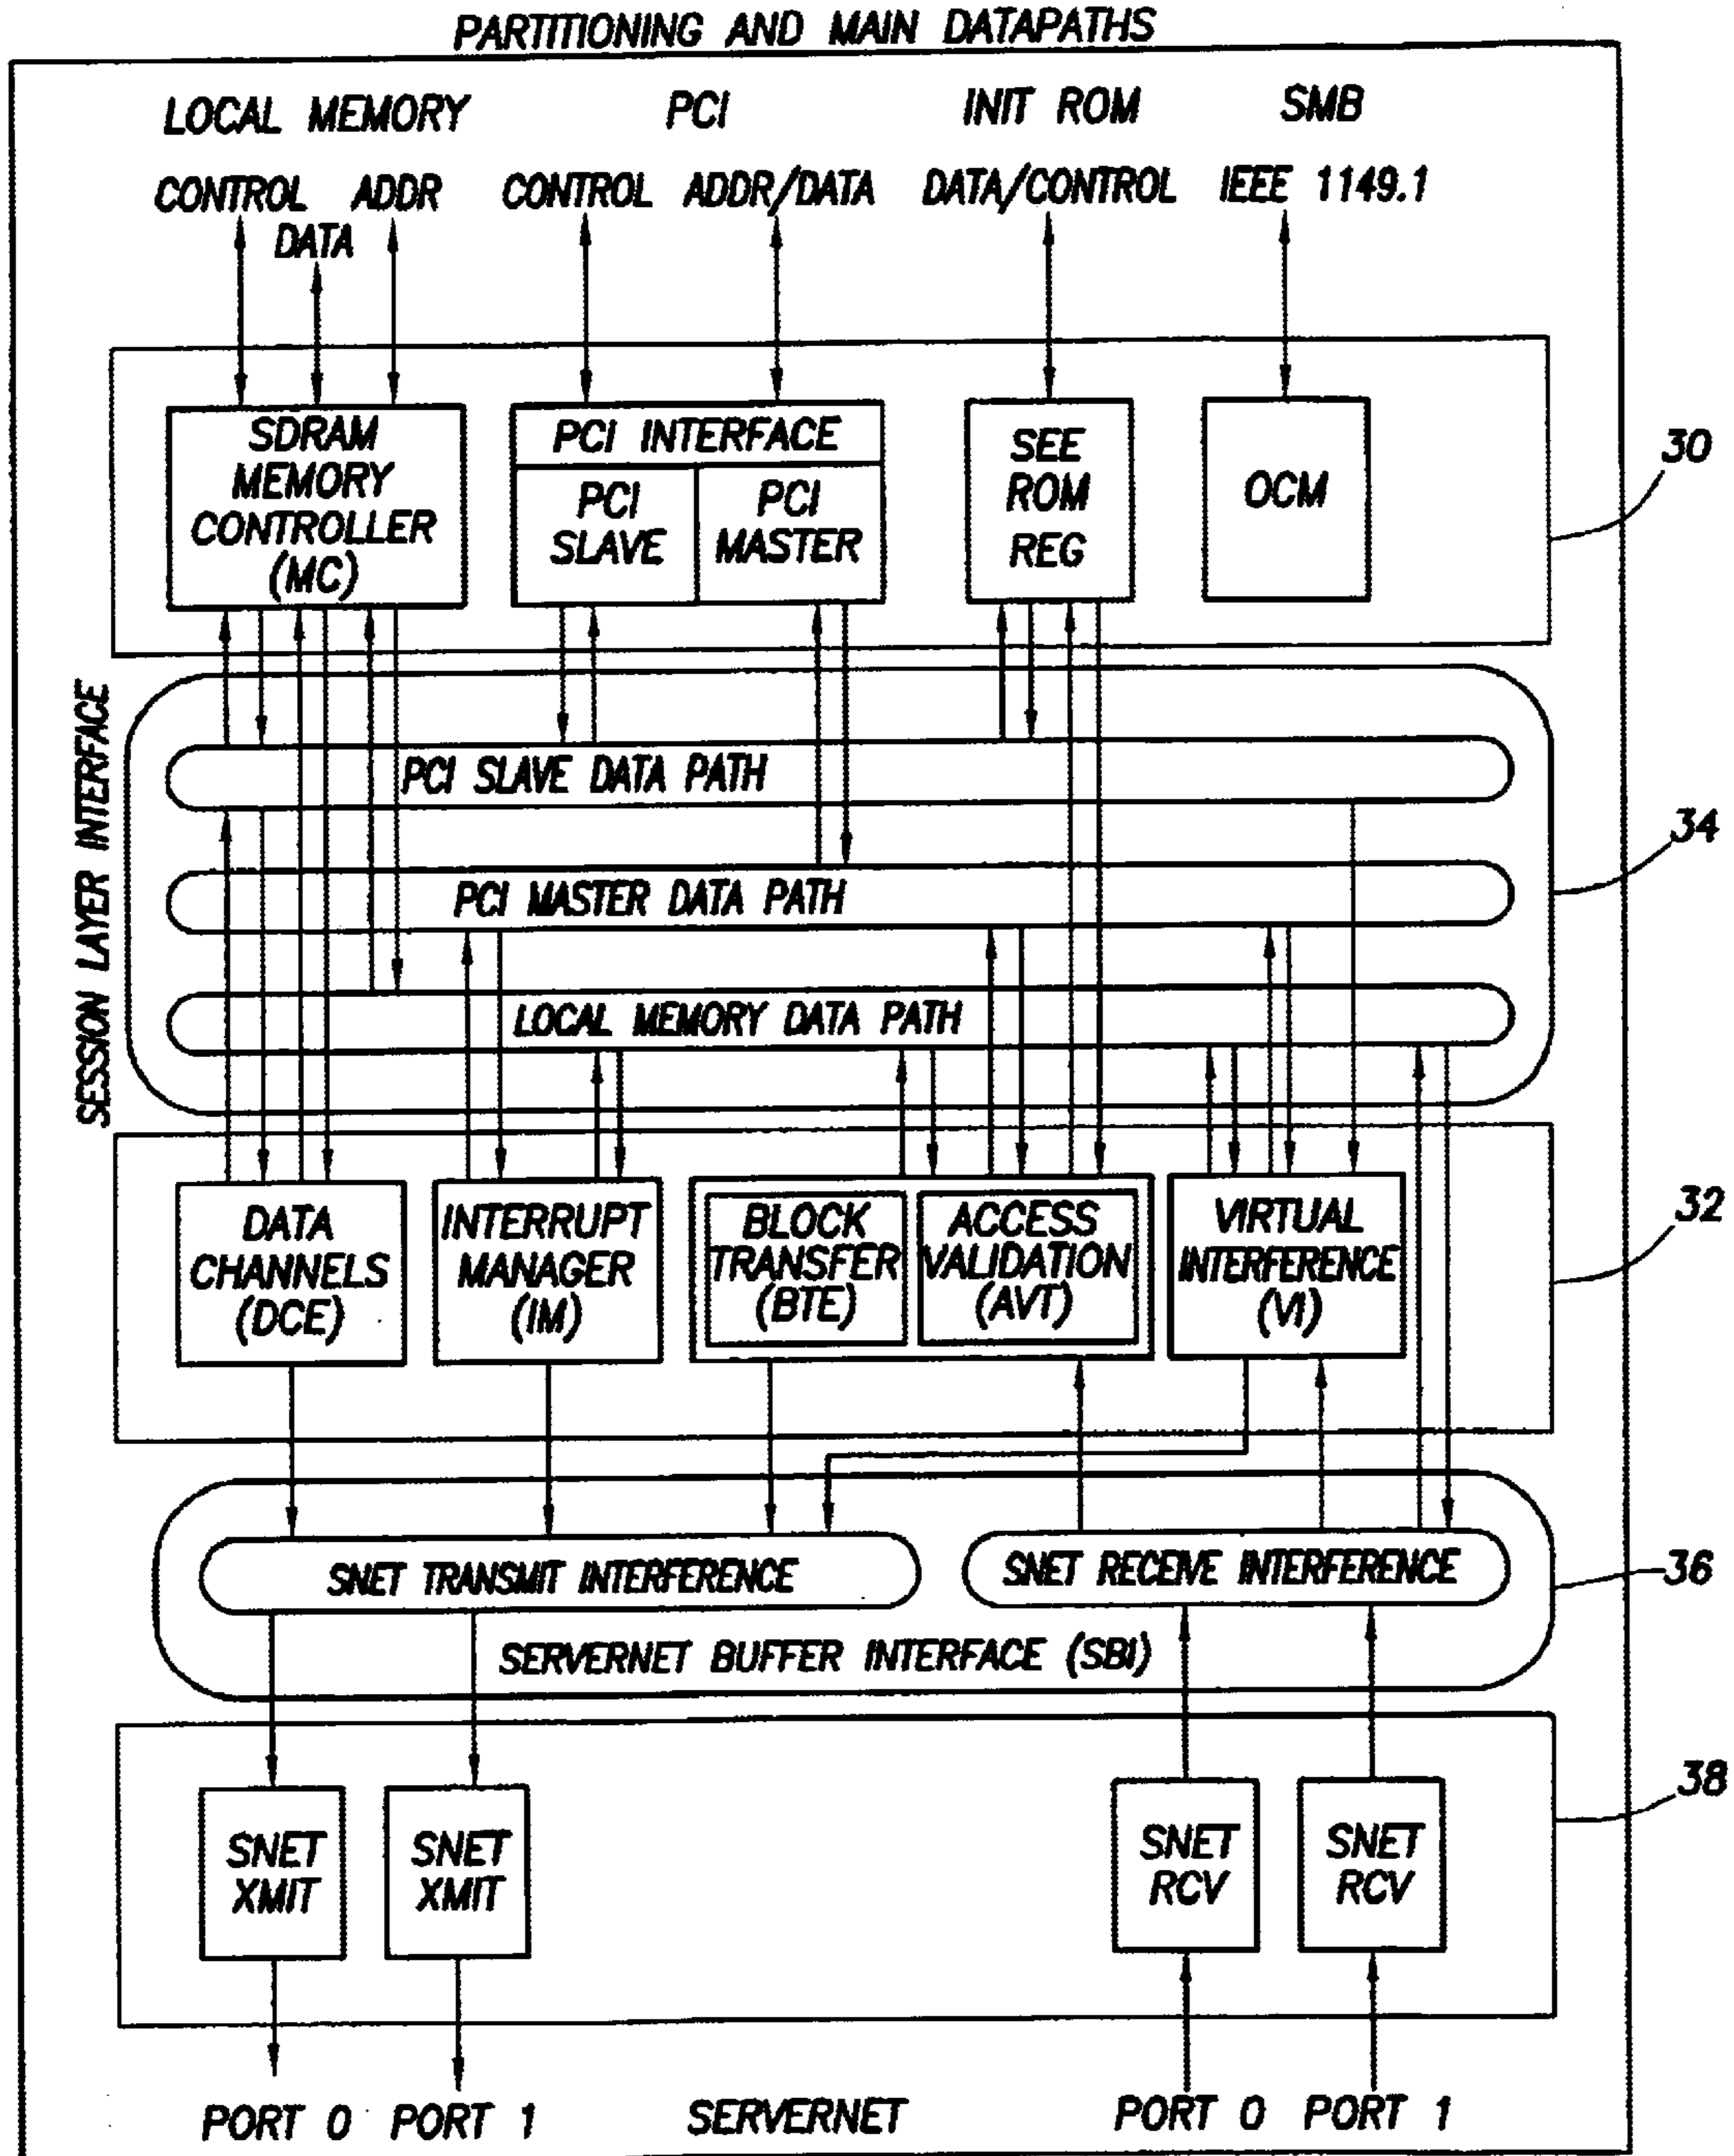 PARTITIONING AND MAIN DATAPATHS
LOCAL MEMORY
PCI
INIT ROM
SMB
CONTROL
ADDR
DATA
CONTROL
ADDR/DATA
DATA/CONTROL
IEEE 1149.1
SDRAM
MEMORY
CONTROLLER
(MC)
PCI INTERFACE
PCI
SLAVE
PCI
MASTER
SEE
ROM
REG
OCM
30
SESSION LAYER INTERFACE
PCI SLAVE DATA PATH
PCI MASTER DATA PATH
LOCAL MEMORY DATA PATH
34
DATA
CHANNELS
(DCE)
INTERRUPT
MANAGER
(IM)
BLOCK
TRANSFER
(BTE)
ACCESS
VALIDATION
(AVT)
VIRTUAL
INTERFERENCE
(VI)
32
SNET TRANSMIT INTERFERENCE
SNET RECEIVE INTERFERENCE
SERVERNET BUFFER INTERFACE (SBI)
36
SNET
XMIT
SNET
XMIT
SNET
RCV
SNET
RCV
38
PORT 0
PORT 1
SERVERNET
PORT 0
PORT 1